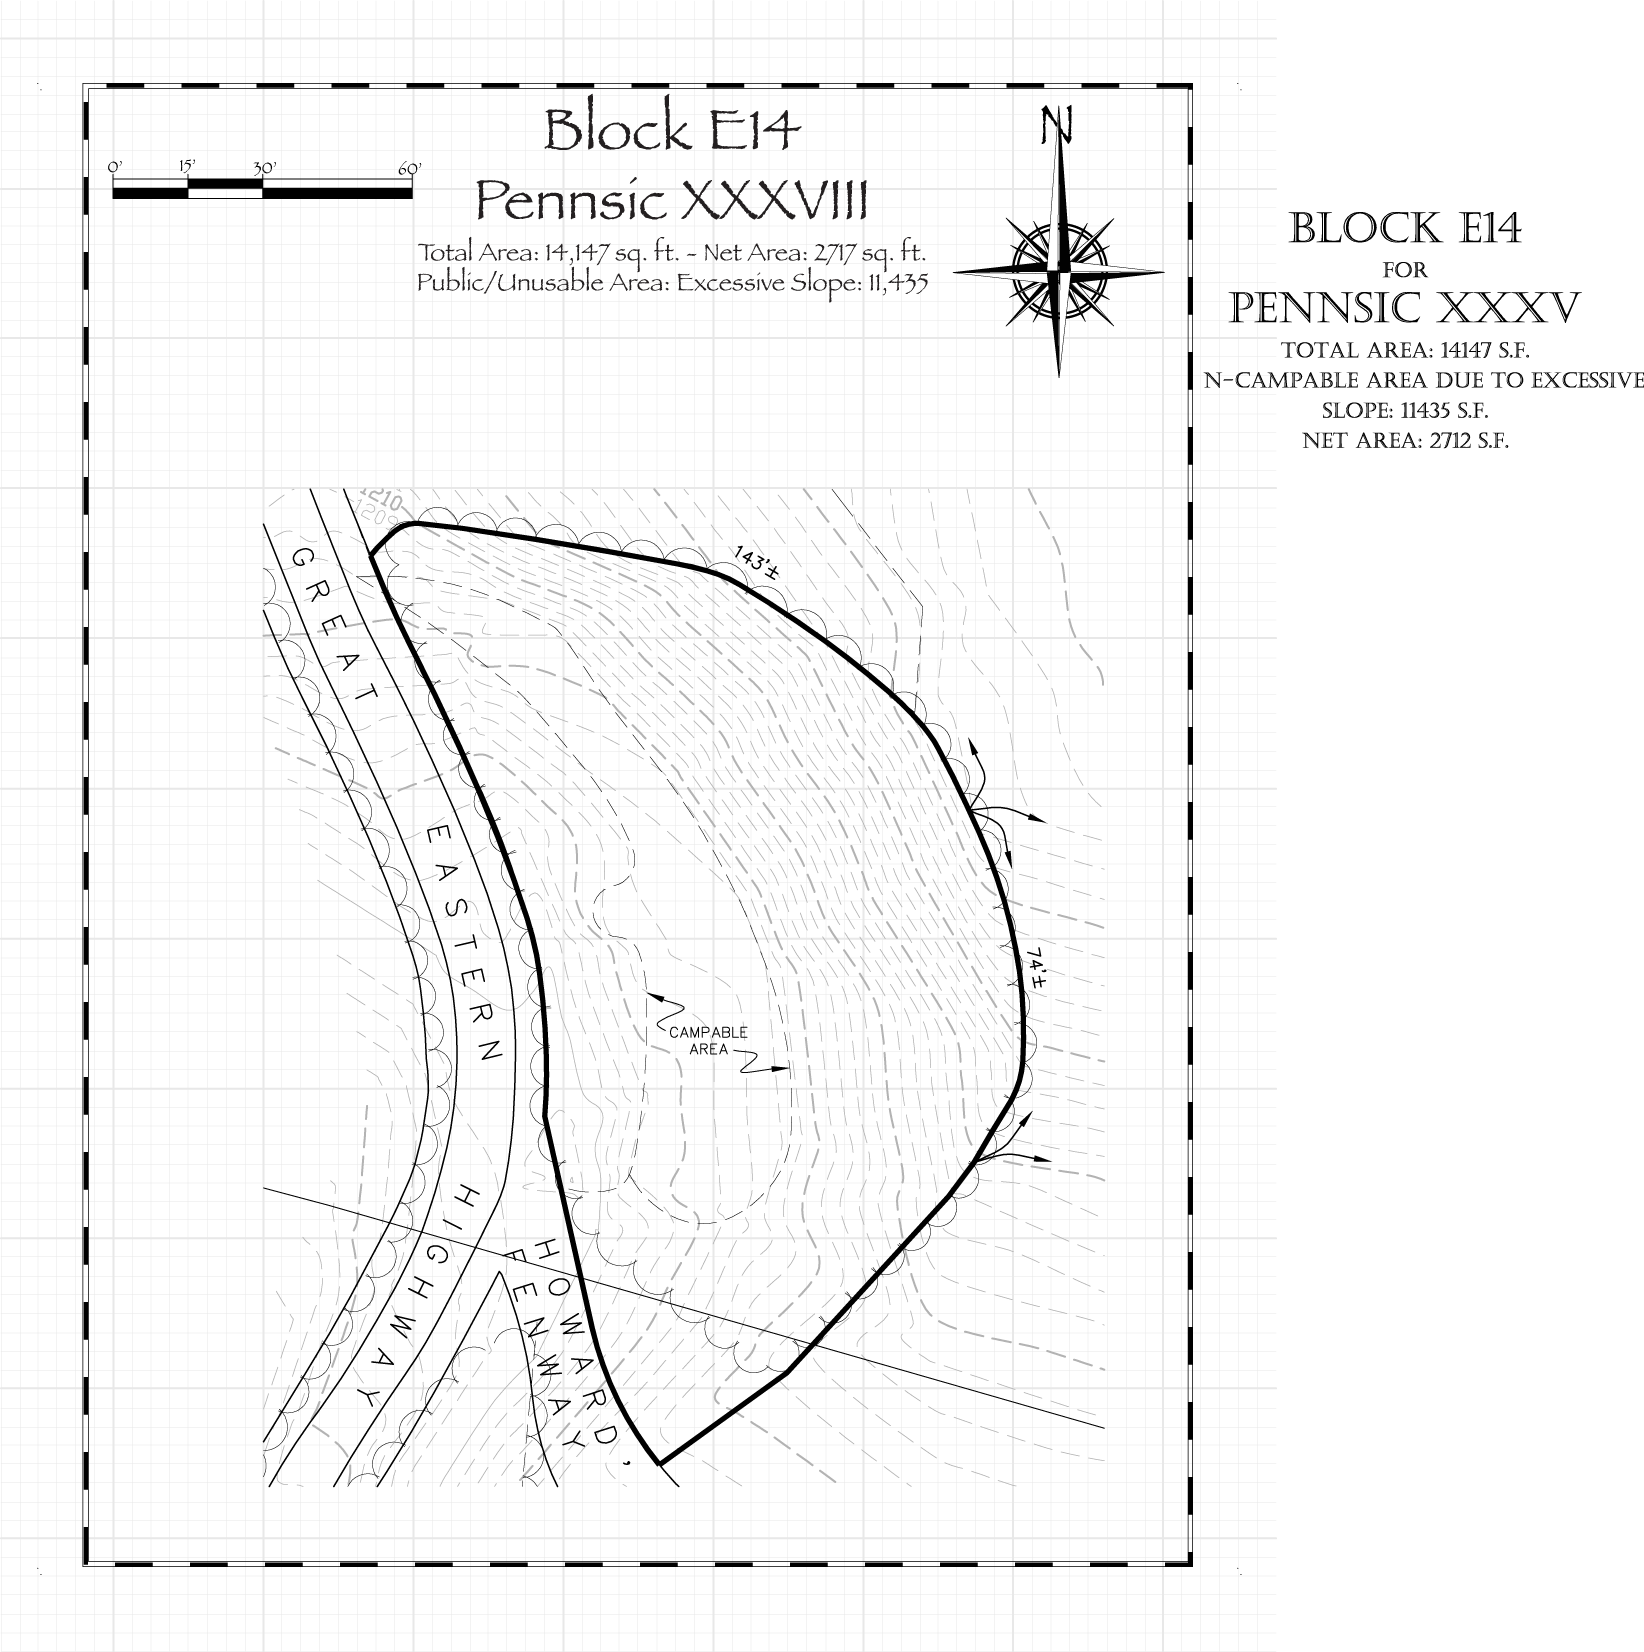 Block E14
Pennsic XXXVIII
Total Area: 14,147 sq. ft. - Net Area: 2717 sq. ft.
Public/Unusable Area: Excessive Slope: 11,435
0' 15' 30' 60'
N
BLOCK E14
FOR
PENNSIC XXXV
TOTAL AREA: 14147 S.F.
N-CAMPABLE AREA DUE TO EXCESSIVE
SLOPE: 11435 S.F.
NET AREA: 2712 S.F.
1210
1209
143'±
GREAT EASTERN HIGHWAY
74'±
CAMPABLE
AREA
HOWARD'
FENWAY